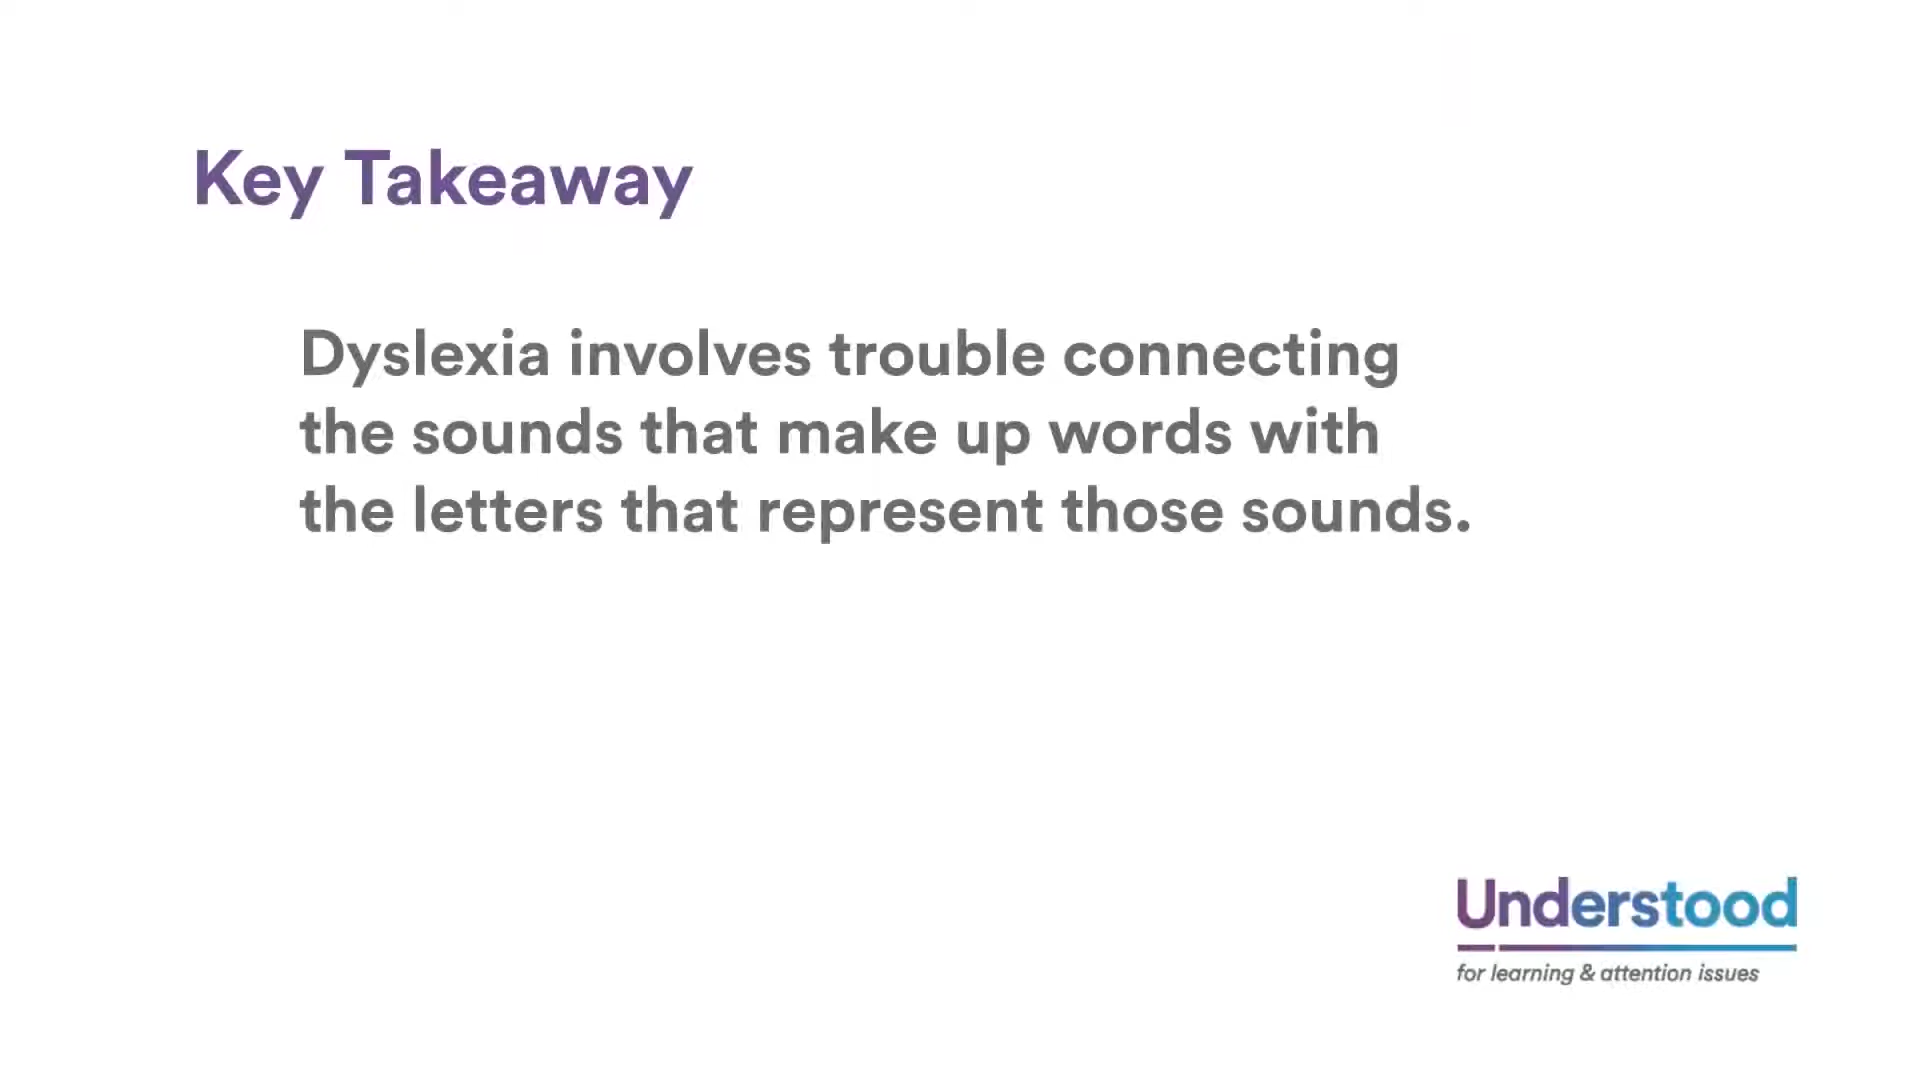 Key Takeaway
Dyslexia involves trouble connecting
the sounds that make up words with
the letters that represent those sounds.
Understood
for learning & attention issues